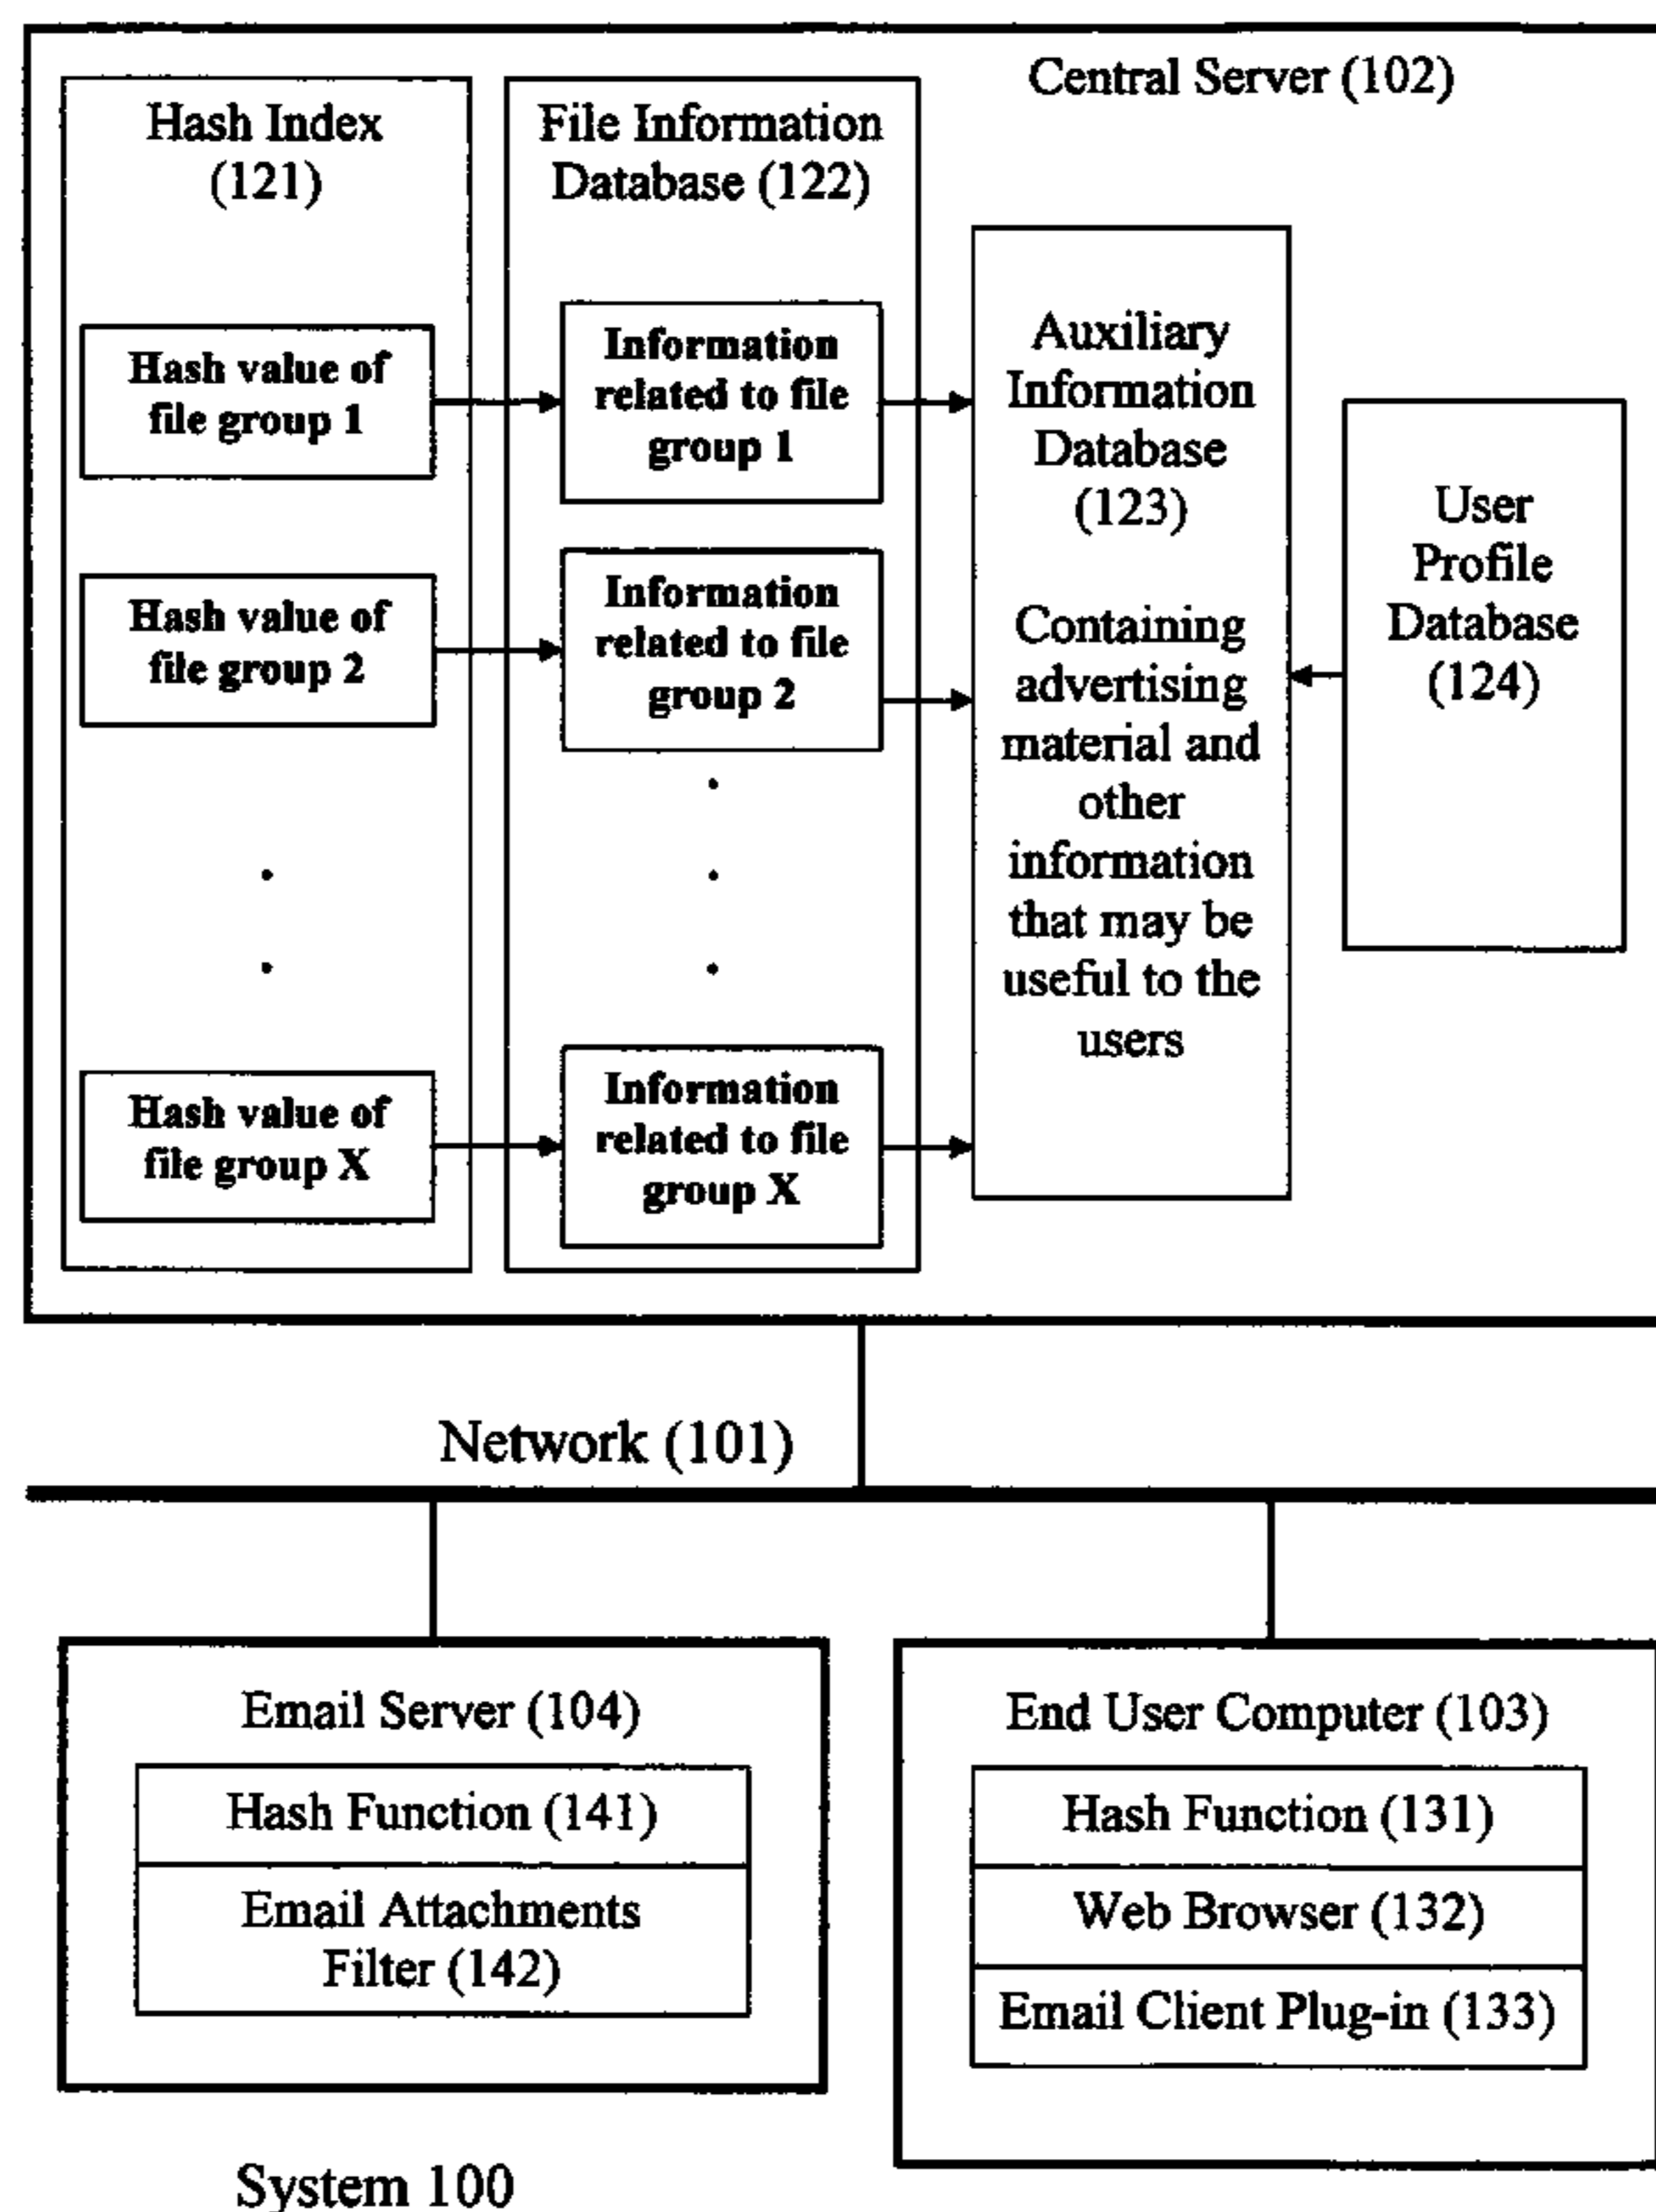 Central Server (102)
Hash Index
(121)
Hash value of
file group 1
Hash value of
file group 2
Hash value of
file group X
File Information
Database (122)
Information
related to file
group 1
Information
related to file
group 2
Information
related to file
group X
Auxiliary
Information
Database
(123)
Containing
advertising
material and
other
information
that may be
useful to the
users
User
Profile
Database
(124)
Network (101)
Email Server (104)
Hash Function (141)
Email Attachments
Filter (142)
End User Computer (103)
Hash Function (131)
Web Browser (132)
Email Client Plug-in (133)
System 100